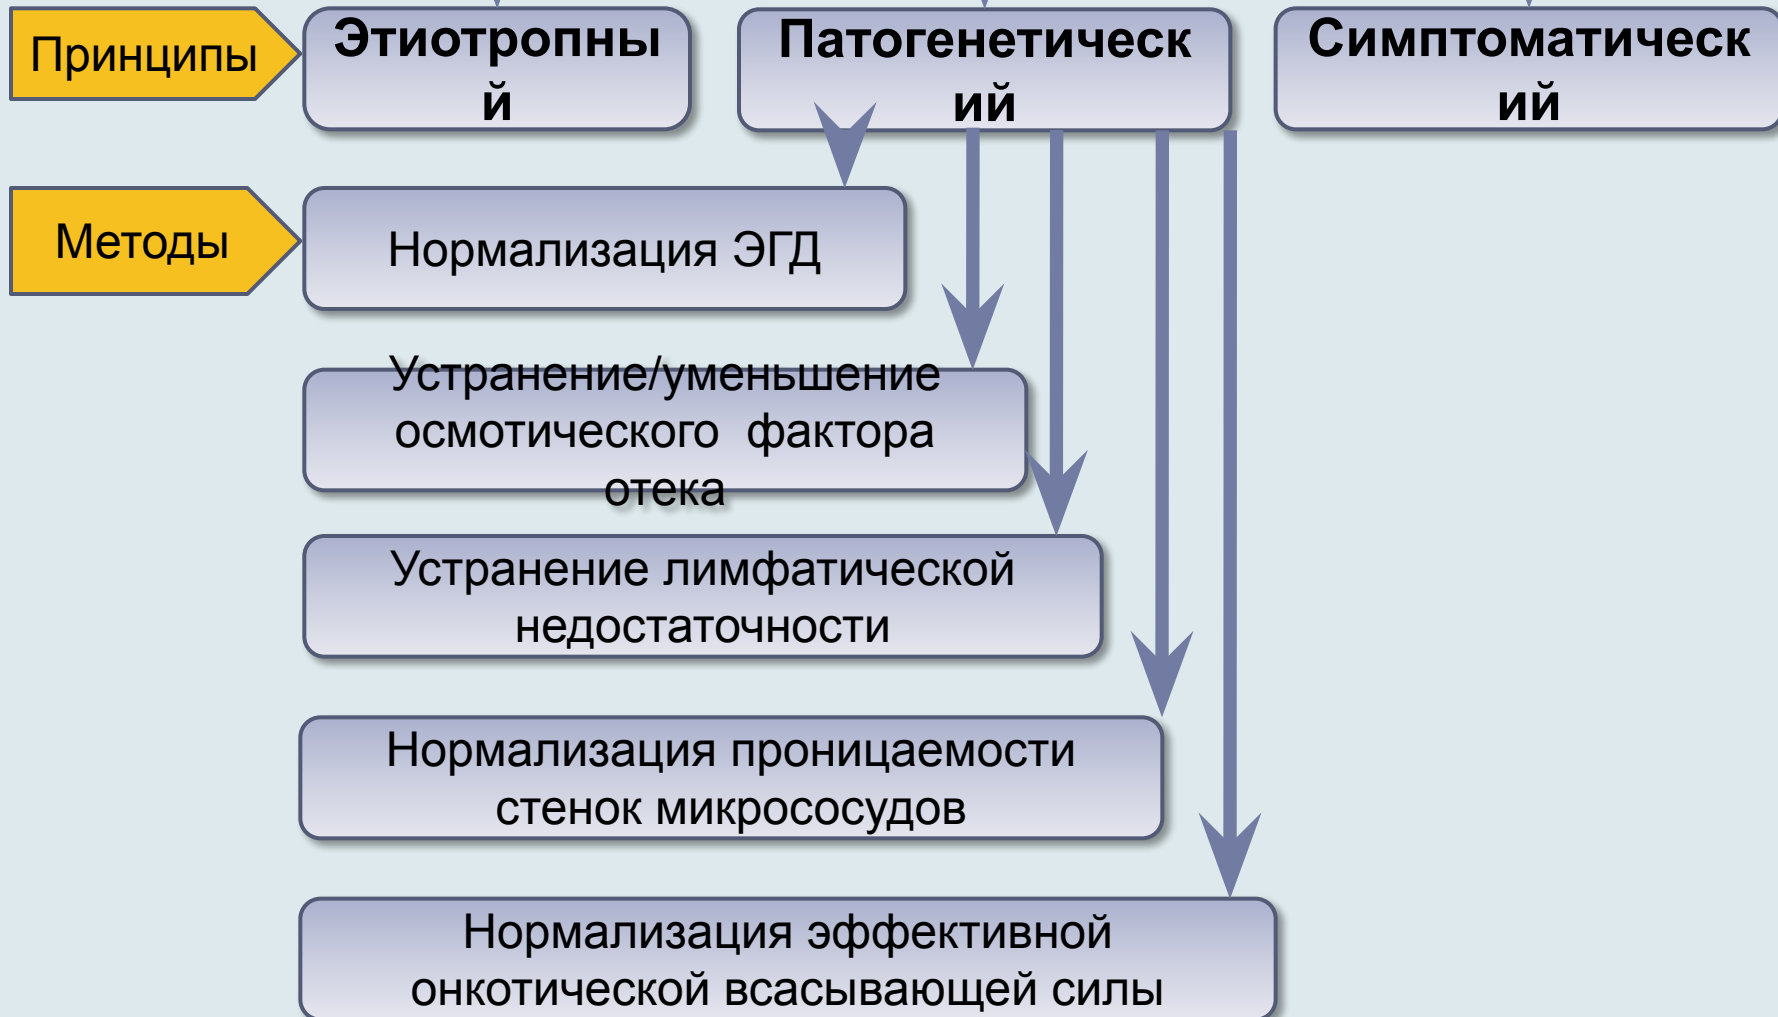 Принципы
Этиотропны
й
Патогенетическ
ий
Симптоматическ
ий
Методы
Нормализация ЭГД
Устранение/уменьшение
осмотического фактора
отека
Устранение лимфатической
недостаточности
Нормализация проницаемости
стенок микрососудов
Нормализация эффективной
онкотической всасывающей силы